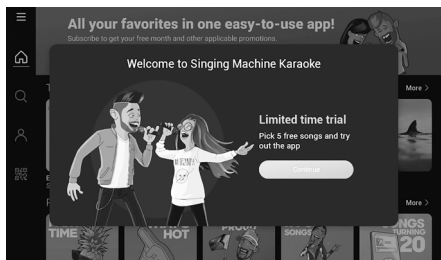 All your favorites in one easy-to-use app!
Subscribe to get your free month and other applicable promotions.
Welcome to Singing Machine Karaoke
More >
Limited time trial
Pick 5 free songs and try
out the app
Continue
More >
TIME
HOT
SONGS
SONGS
TURNING
20